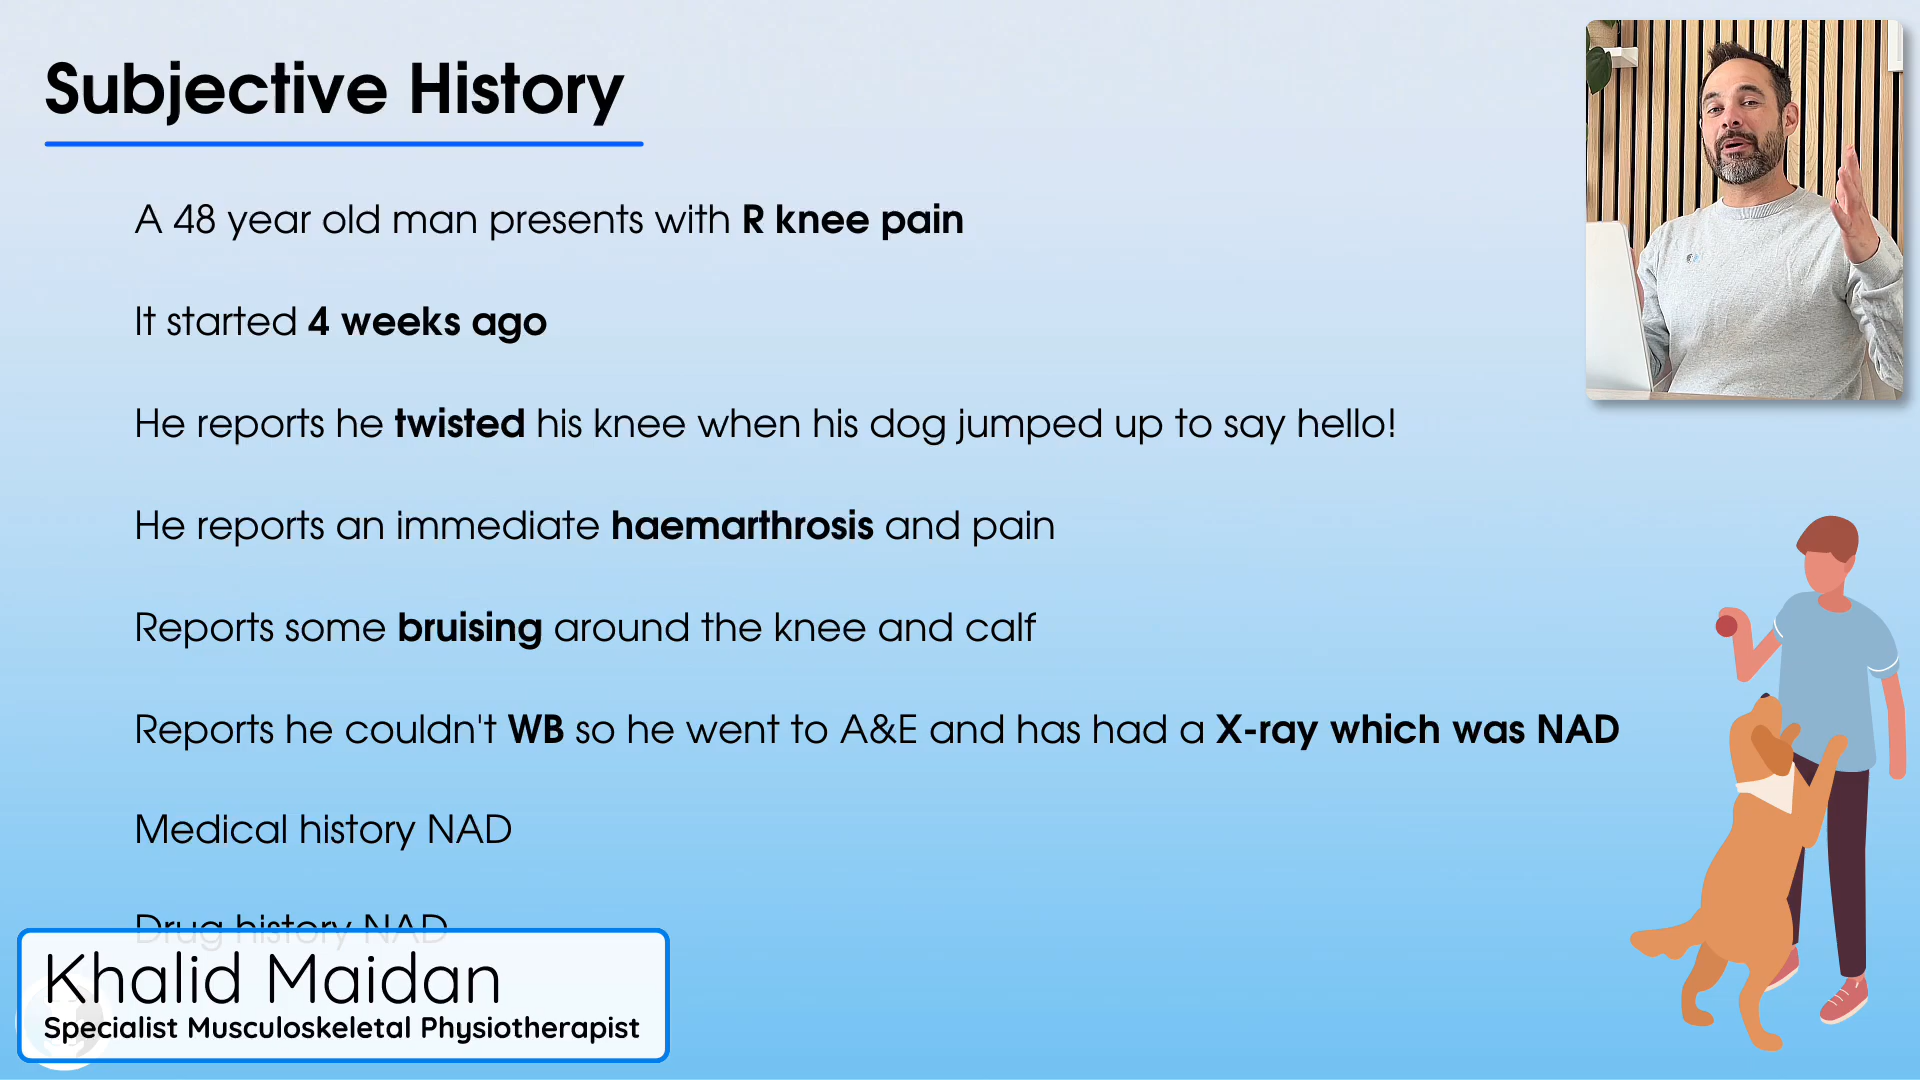 Subjective History
A 48 year old man presents with R knee pain
It started 4 weeks ago
He reports he twisted his knee when his dog jumped up to say hello!
He reports an immediate haemarthrosis and pain
Reports some bruising around the knee and calf
Reports he couldn't WB so he went to A&E and has had a X-ray which was NAD
Medical history NAD
Drug history NAD
Khalid Maidan
Specialist Musculoskeletal Physiotherapist